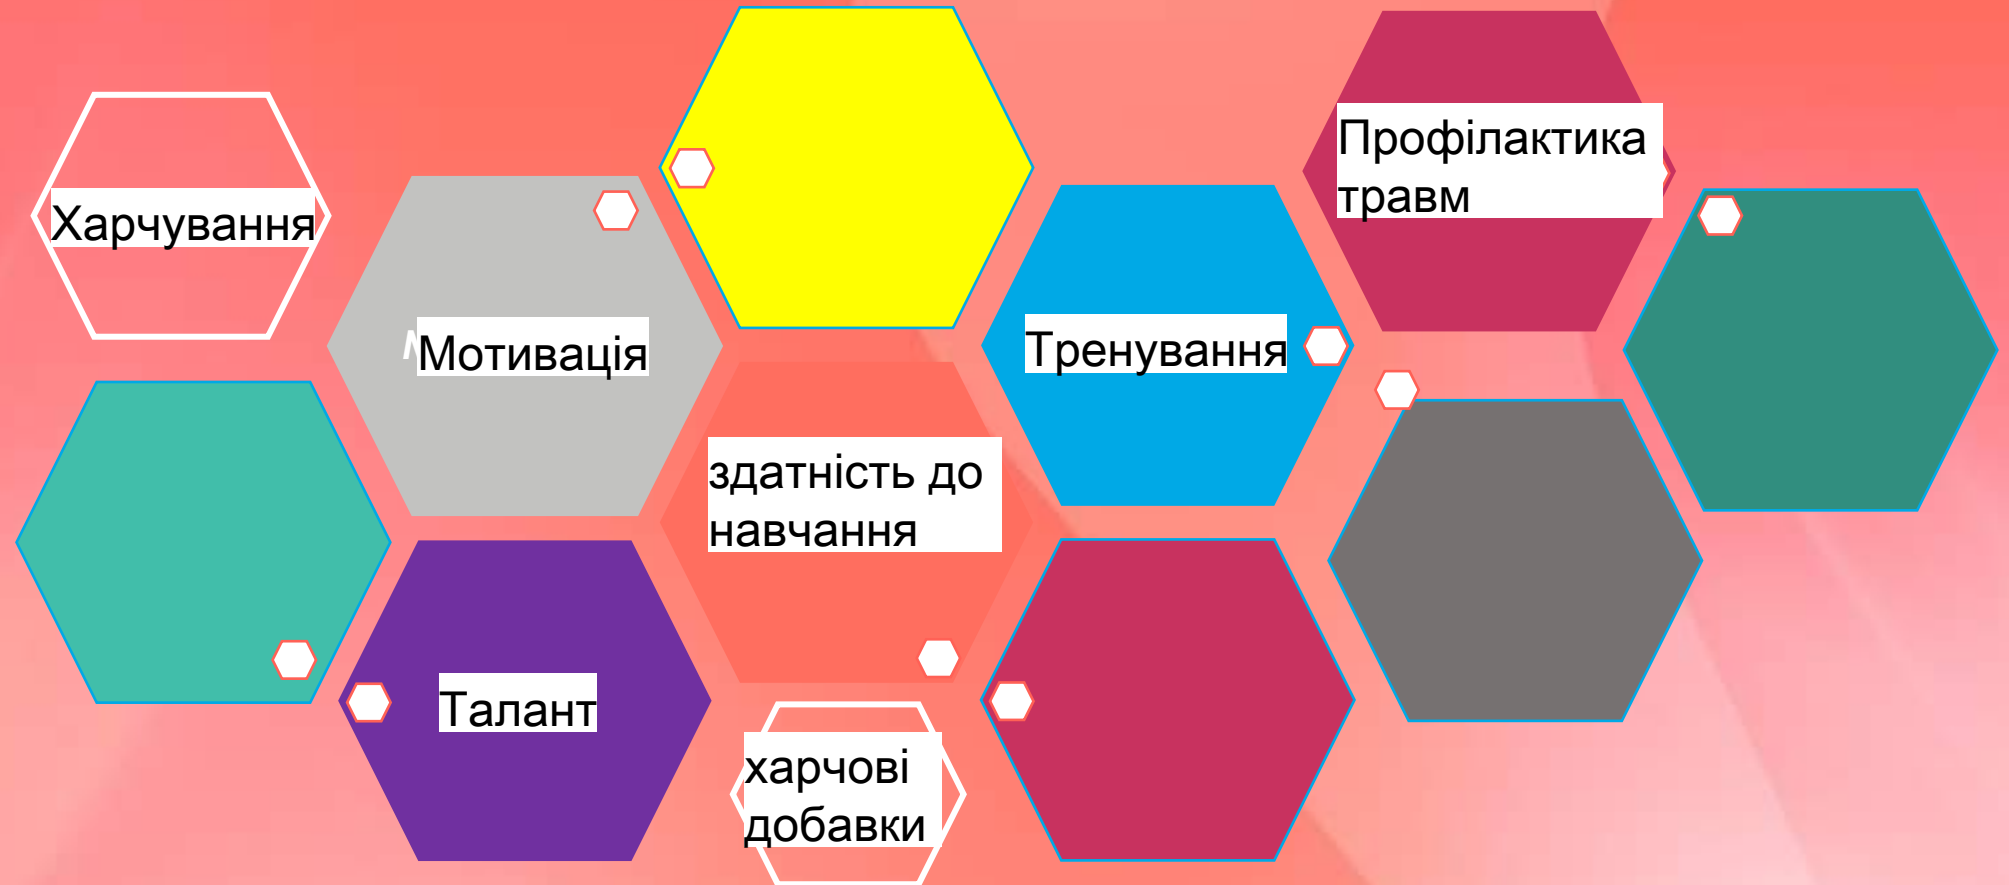 Харчування
Мотивація
Тренування
Профілактика
травм
здатність до
навчання
Талант
харчові
добавки